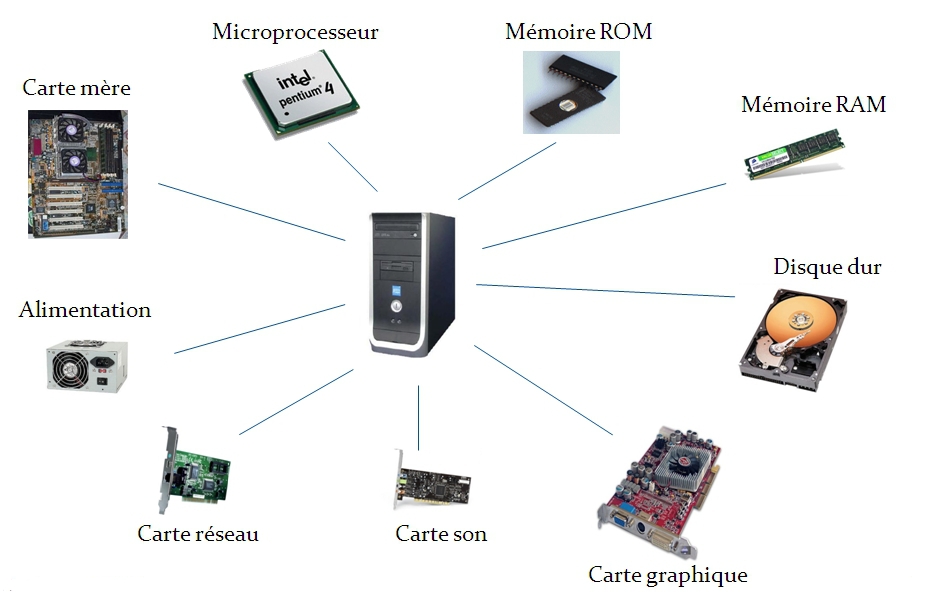 Microprocesseur
Mémoire ROM
Carte mère
intel.
pentium® 4
Mémoire RAM
Disque dur
Alimentation
Carte réseau
Carte son
Carte graphique